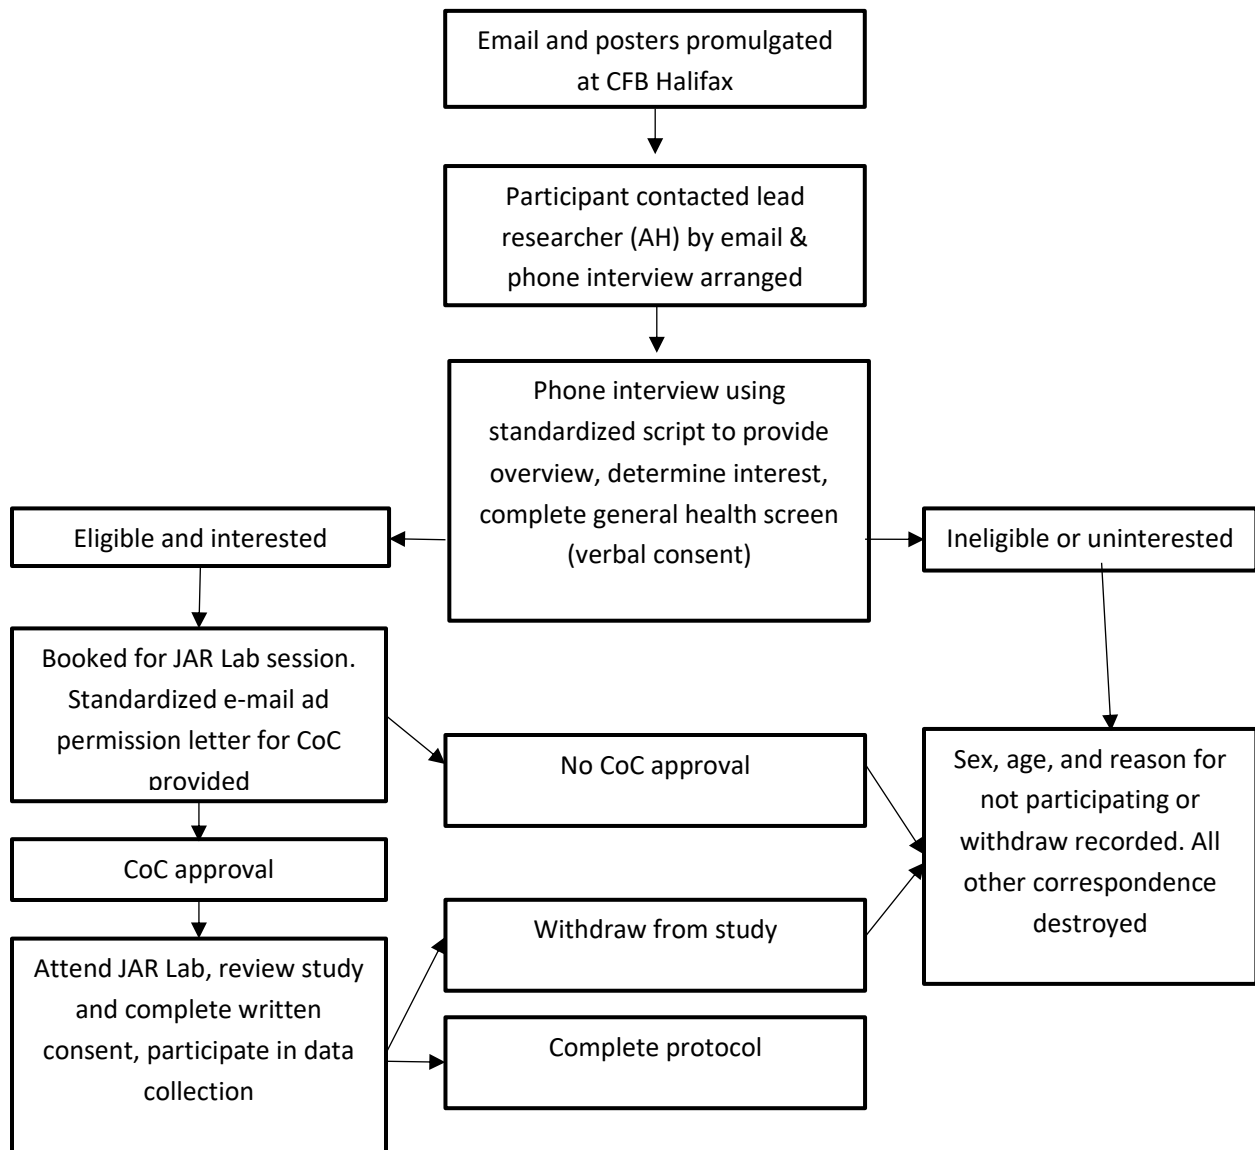 Email and posters promulgated
at CFB Halifax
Participant contacted lead
researcher (AH) by email &
phone interview arranged
Phone interview using
standardized script to provide
overview, determine interest,
complete general health screen
(verbal consent)
Eligible and interested
Ineligible or uninterested
Booked for JAR Lab session.
Standardized e-mail ad
permission letter for CoC
provided
No CoC approval
Sex, age, and reason for
not participating or
withdraw recorded. All
other correspondence
destroyed
CoC approval
Withdraw from study
Attend JAR Lab, review study
and complete written
consent, participate in data
collection
Complete protocol